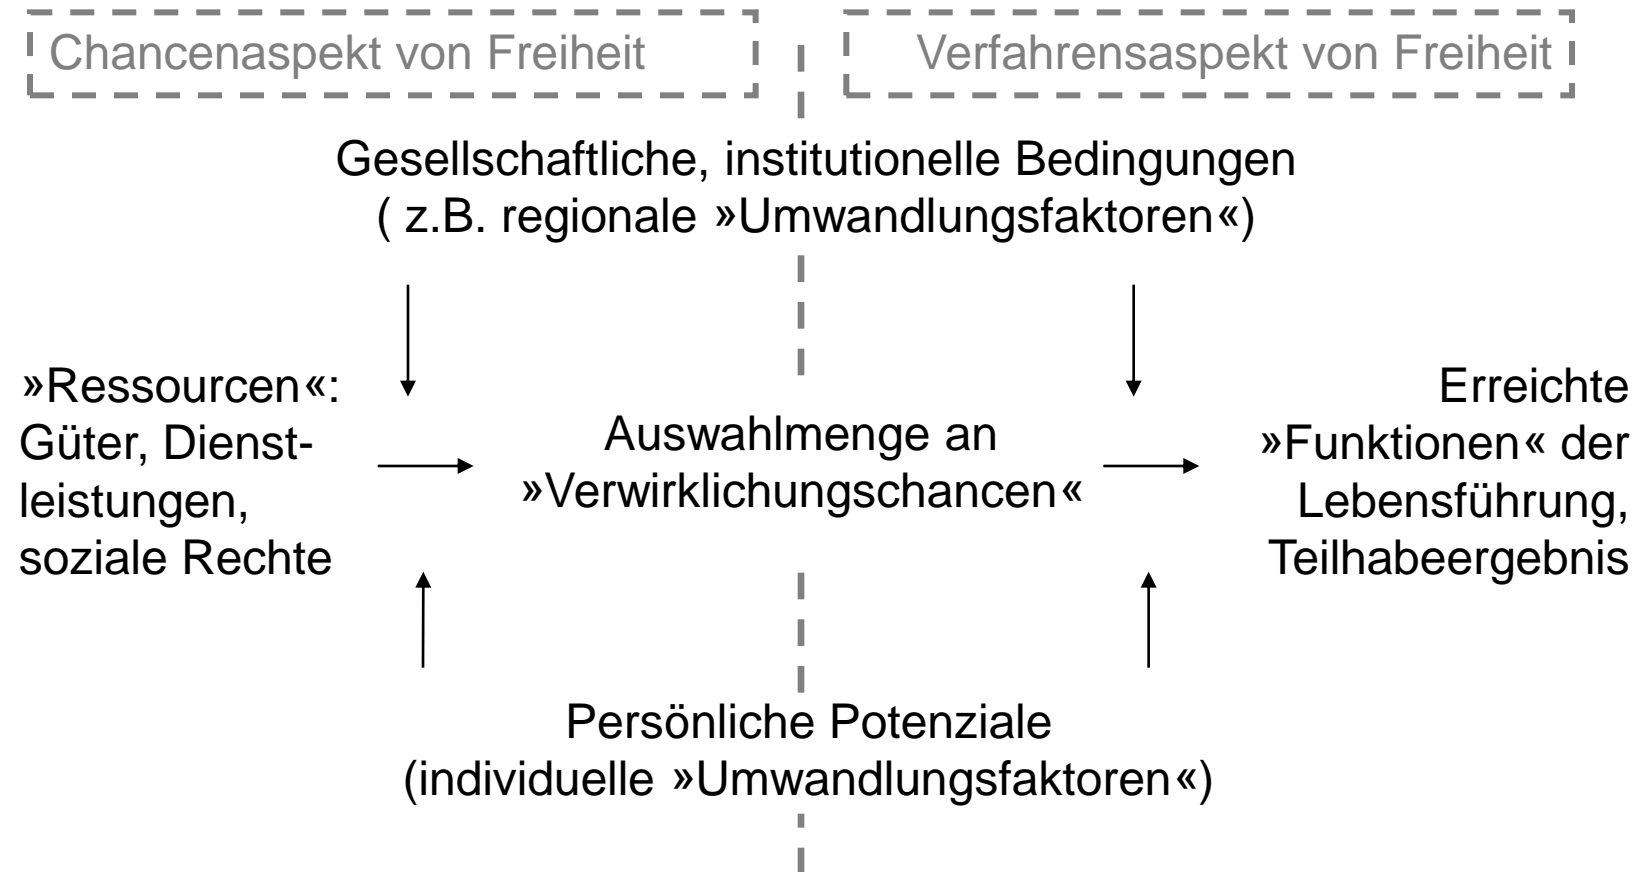 Chancenaspekt von Freiheit
Verfahrensaspekt von Freiheit
Gesellschaftliche, institutionelle Bedingungen
( z.B. regionale »Umwandlungsfaktoren«)
»Ressourcen«:
Güter, Dienst-
leistungen,
soziale Rechte
Auswahlmenge an
»Verwirklichungschancen«
Erreichte
»Funktionen« der
Lebensführung,
Teilhabeergebnis
Persönliche Potenziale
(individuelle »Umwandlungsfaktoren«)